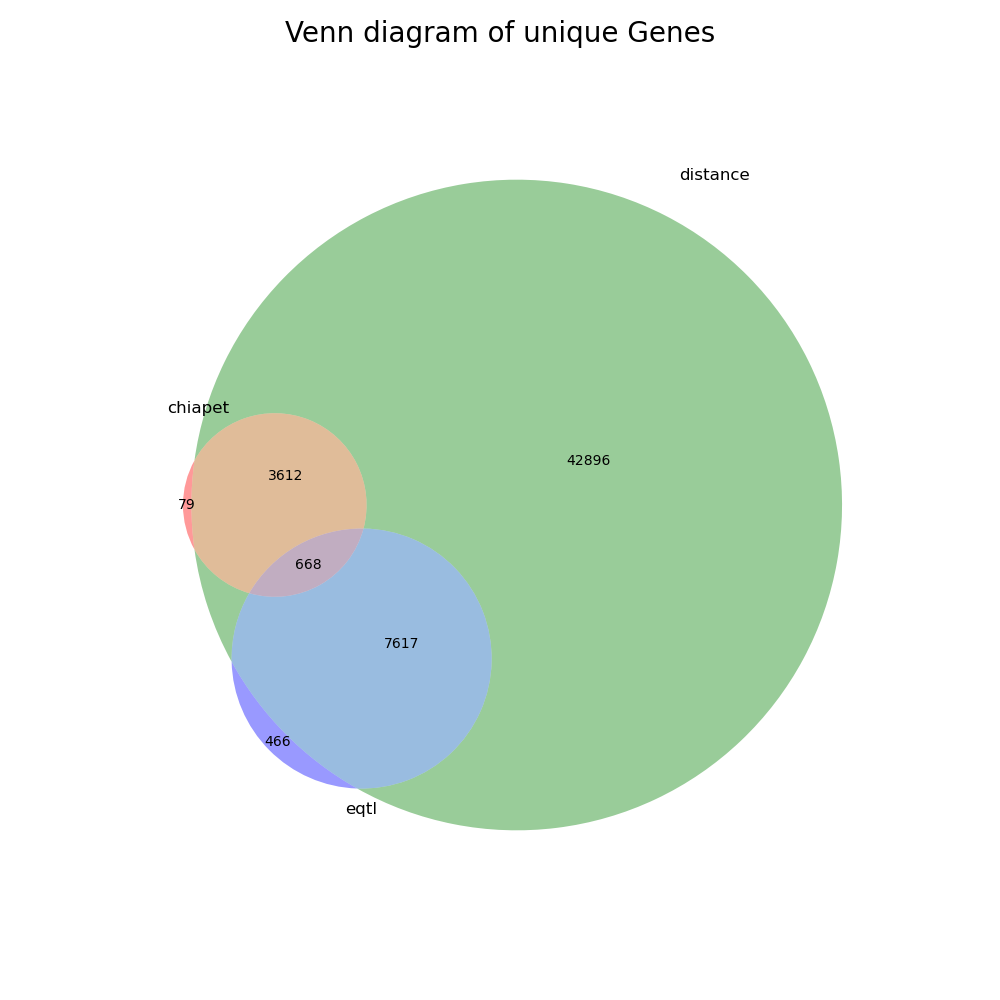 Venn diagram of unique Genes
distance
chiapet
42896
3612
79
668
7617
466
eqtl